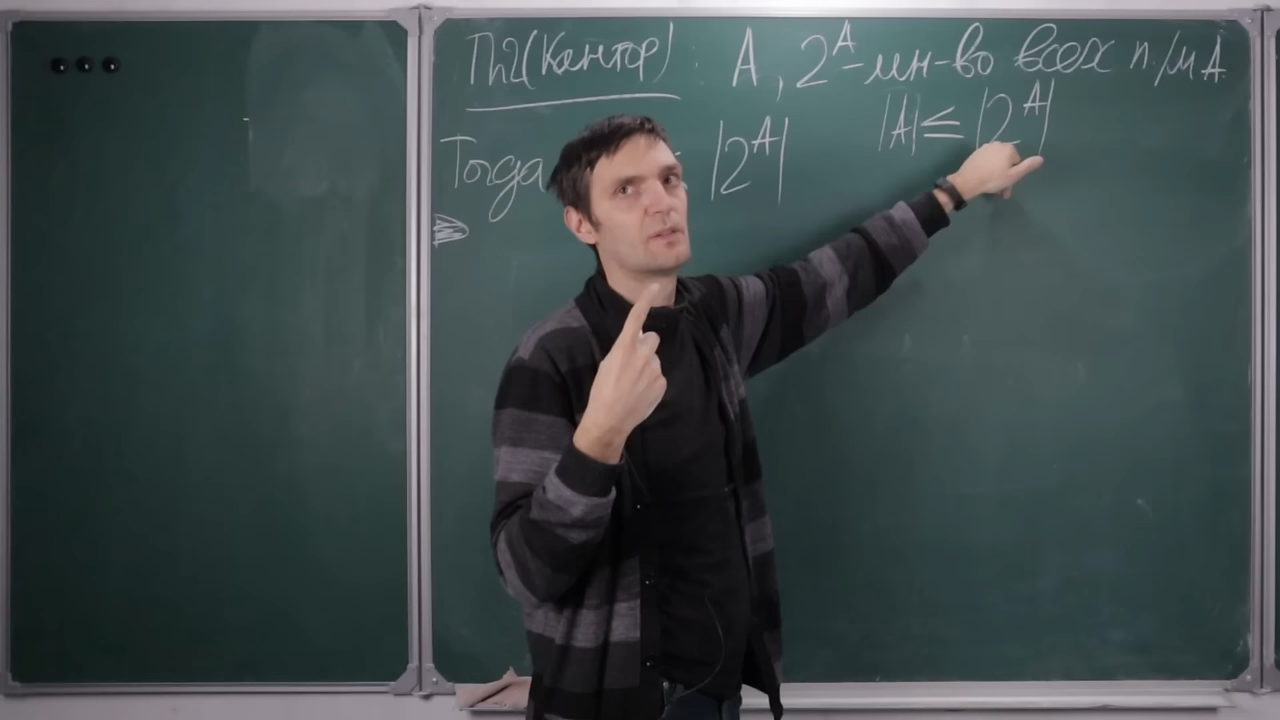 Th2 (Кантор): A, 2^A - мн-во всех п/м A
|A| ≤ |2^A|
Тогда |2^A|